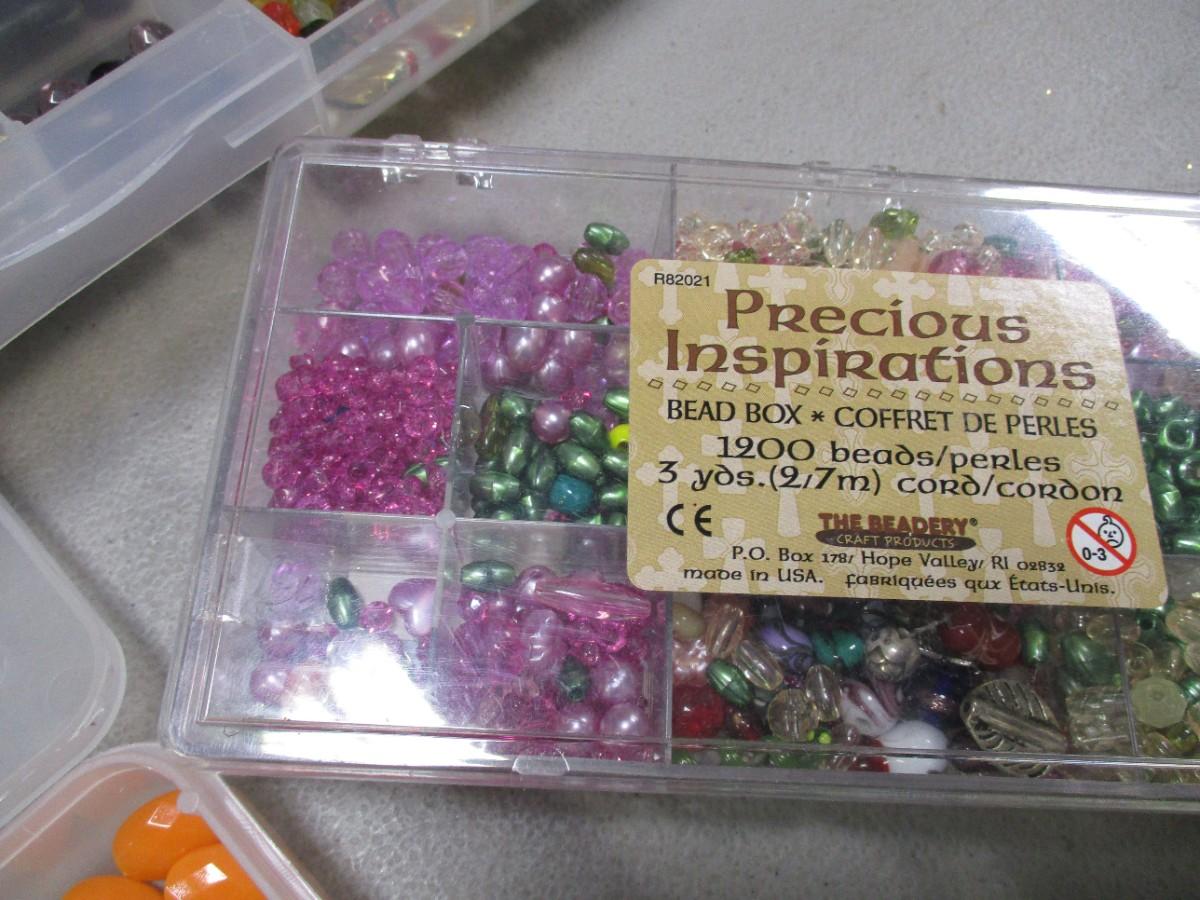 R82021
Precious
Inspirations
BEAD BOX * COFFRET DE PERLES
1200 beads/perles
3 yds.(2,7m) cord/cordon
CE
THE BEADERY®
CRAFT PRODUCTS
0-3
P.O. Box 178, Hope Valley, RI 02832
made in USA. fabriquées aux États-Unis.